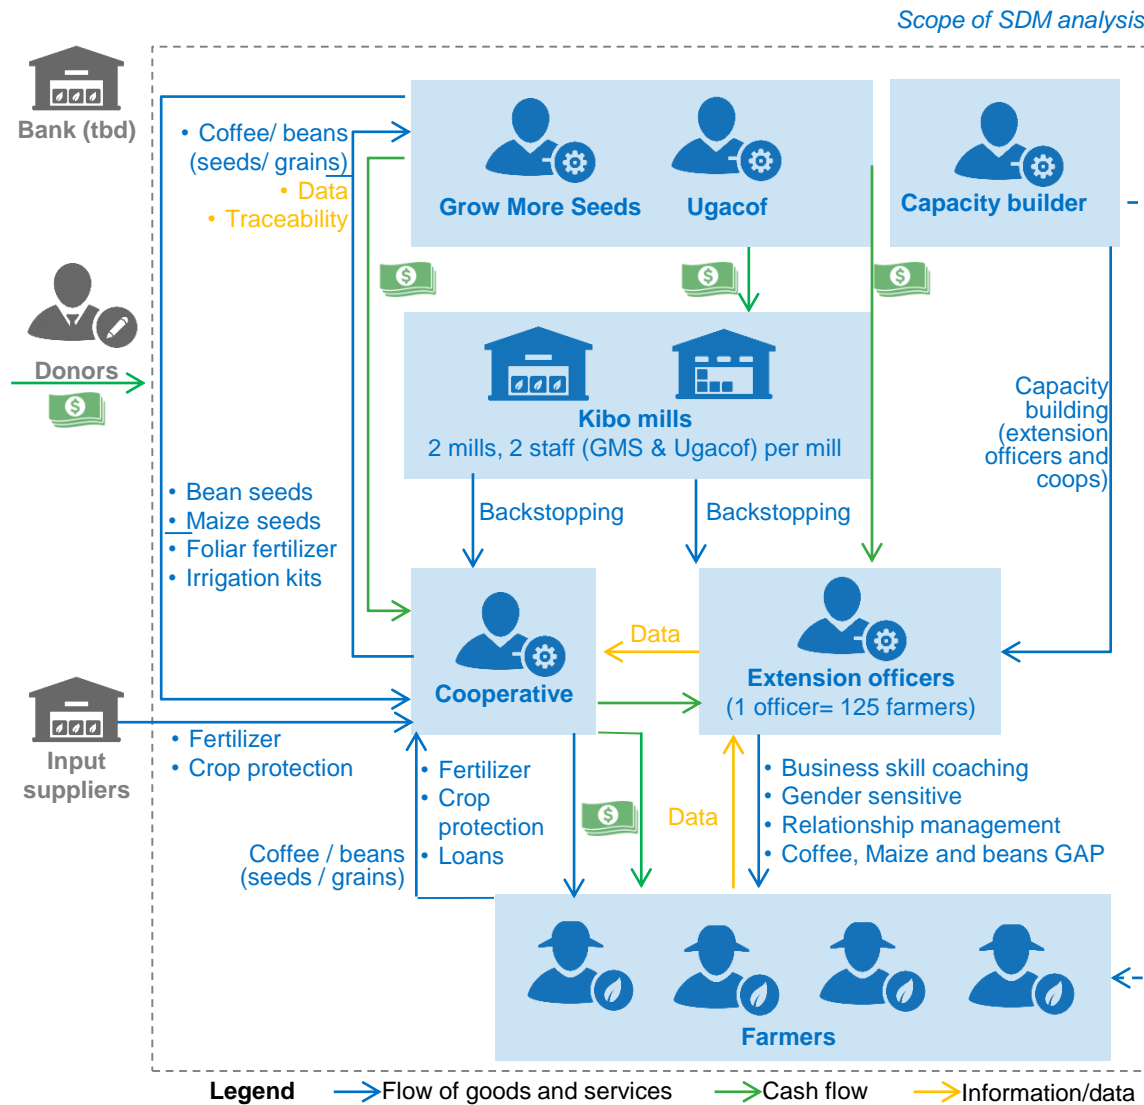 Scope of SDM analysis
Bank (tbd)
• Coffee/ beans
(seeds/ grains)
• Data
• Traceability
Grow More Seeds
Ugacof
Capacity builder
Donors
Kibo mills
2 mills, 2 staff (GMS & Ugacof) per mill
Capacity
building
(extension
officers and
coops)
• Bean seeds
• Maize seeds
• Foliar fertilizer
• Irrigation kits
Backstopping
Backstopping
Data
Cooperative
Extension officers
(1 officer= 125 farmers)
Input
suppliers
• Fertilizer
• Crop protection
• Fertilizer
• Crop
protection
• Loans
Coffee / beans
(seeds / grains)
Data
• Business skill coaching
• Gender sensitive
• Relationship management
• Coffee, Maize and beans GAP
Farmers
Legend
Flow of goods and services
Cash flow
Information/data